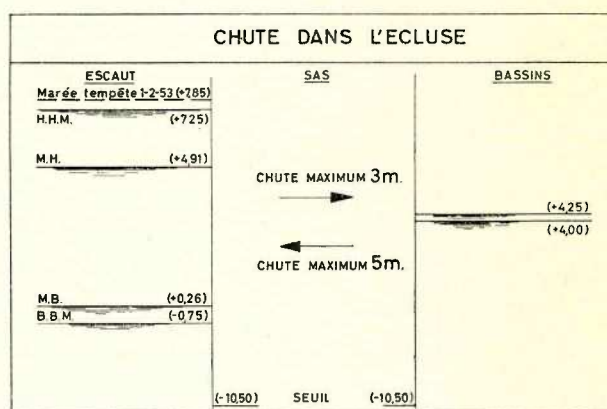 CHUTE DANS L'ECLUSE
ESCAUT
SAS
BASSINS
Marée tempête 1-2-53 (+7,85)
H.H.M. (+7,25)
M.H. (+4,91)
CHUTE MAXIMUM 3m.
(+4,25)
(+4,00)
CHUTE MAXIMUM 5m.
M.B. (+0,26)
B.B.M. (-0,75)
(-10,50) SEUIL (-10,50)